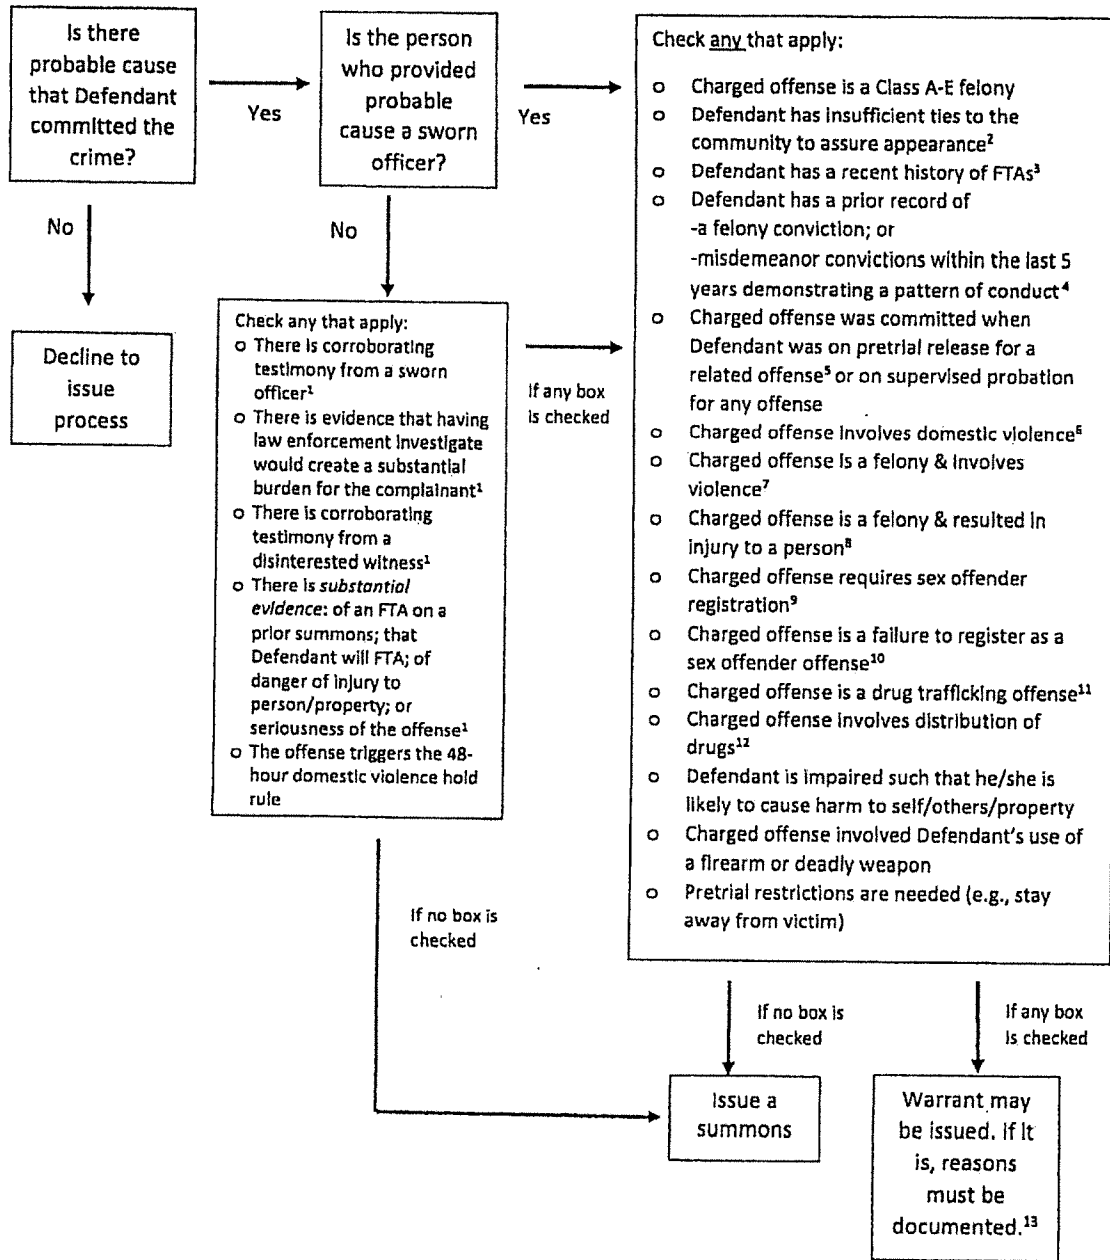 Is there
probable cause
that Defendant
committed the
crime?
Yes
No
Decline to
issue
process
Is the person
who provided
probable
cause a sworn
officer?
Yes
No
Check any that apply:
o There is corroborating
testimony from a sworn
officer¹
o There is evidence that having
law enforcement investigate
would create a substantial
burden for the complainant¹
o There is corroborating
testimony from a
disinterested witness¹
o There is substantial
evidence: of an FTA on a
prior summons; that
Defendant will FTA; of
danger of injury to
person/property; or
seriousness of the offense¹
o The offense triggers the 48-
hour domestic violence hold
rule
If any box
is checked
If no box is
checked
Check any that apply:
o Charged offense is a Class A-E felony
o Defendant has insufficient ties to the
community to assure appearance²
o Defendant has a recent history of FTAs³
o Defendant has a prior record of
-a felony conviction; or
-misdemeanor convictions within the last 5
years demonstrating a pattern of conduct⁴
o Charged offense was committed when
Defendant was on pretrial release for a
related offense⁵ or on supervised probation
for any offense
o Charged offense involves domestic violence⁶
o Charged offense is a felony & involves
violence⁷
o Charged offense is a felony & resulted in
injury to a person⁸
o Charged offense requires sex offender
registration⁹
o Charged offense is a failure to register as a
sex offender offense¹⁰
o Charged offense is a drug trafficking offense¹¹
o Charged offense involves distribution of
drugs¹²
o Defendant is impaired such that he/she is
likely to cause harm to self/others/property
o Charged offense involved Defendant's use of
a firearm or deadly weapon
o Pretrial restrictions are needed (e.g., stay
away from victim)
If no box is
checked
If any box
is checked
Issue a
summons
Warrant may
be issued. If it
is, reasons
must be
documented.¹³